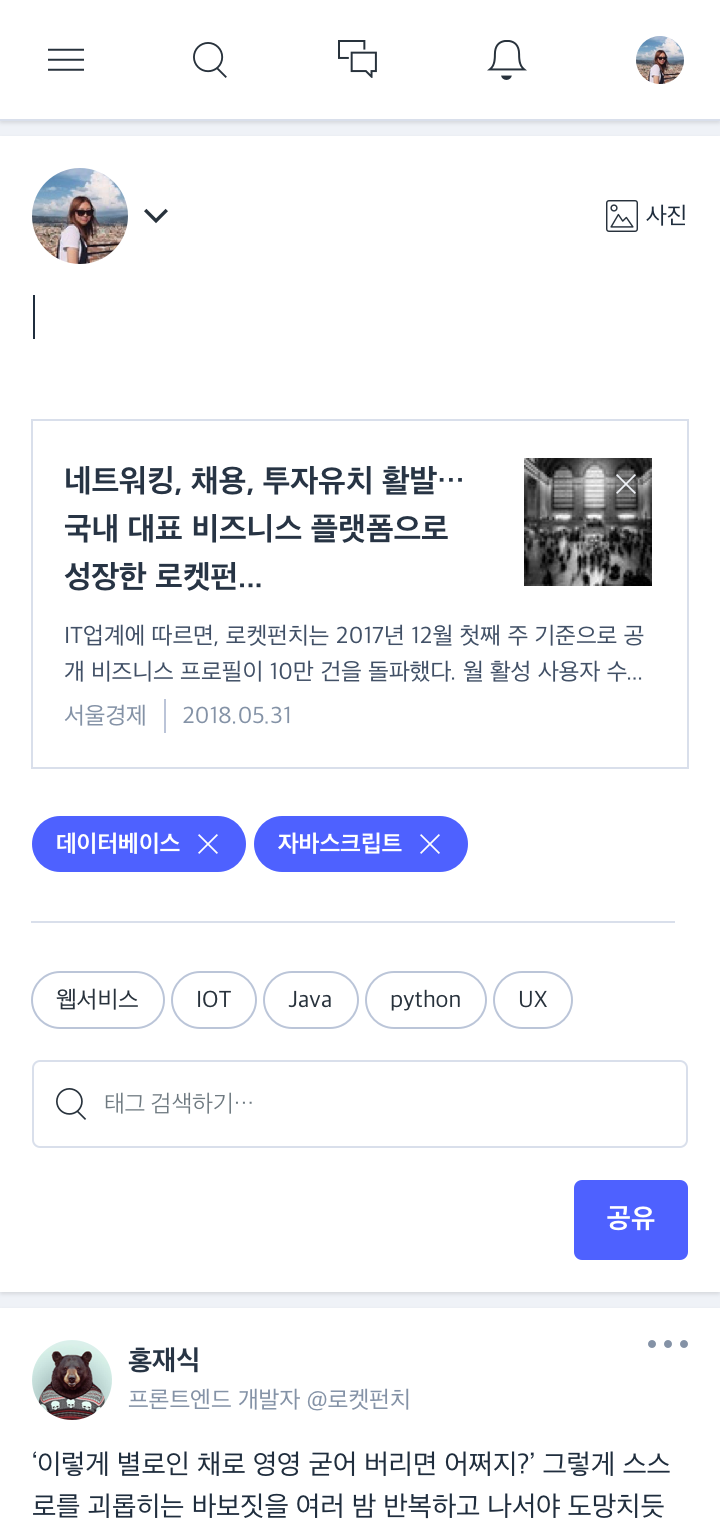 사진
네트워킹, 채용, 투자유치 활발…
국내 대표 비즈니스 플랫폼으로
성장한 로켓펀...
IT업계에 따르면, 로켓펀치는 2017년 12월 첫째 주 기준으로 공
개 비즈니스 프로필이 10만 건을 돌파했다. 월 활성 사용자 수...
서울경제 2018.05.31
데이터베이스 자바스크립트
웹서비스 IOT Java python UX
태그 검색하기…
공유
홍재식
프론트엔드 개발자 @로켓펀치
‘이렇게 별로인 채로 영영 굳어 버리면 어쩌지?’ 그렇게 스스
로를 괴롭히는 바보짓을 여러 밤 반복하고 나서야 도망치듯